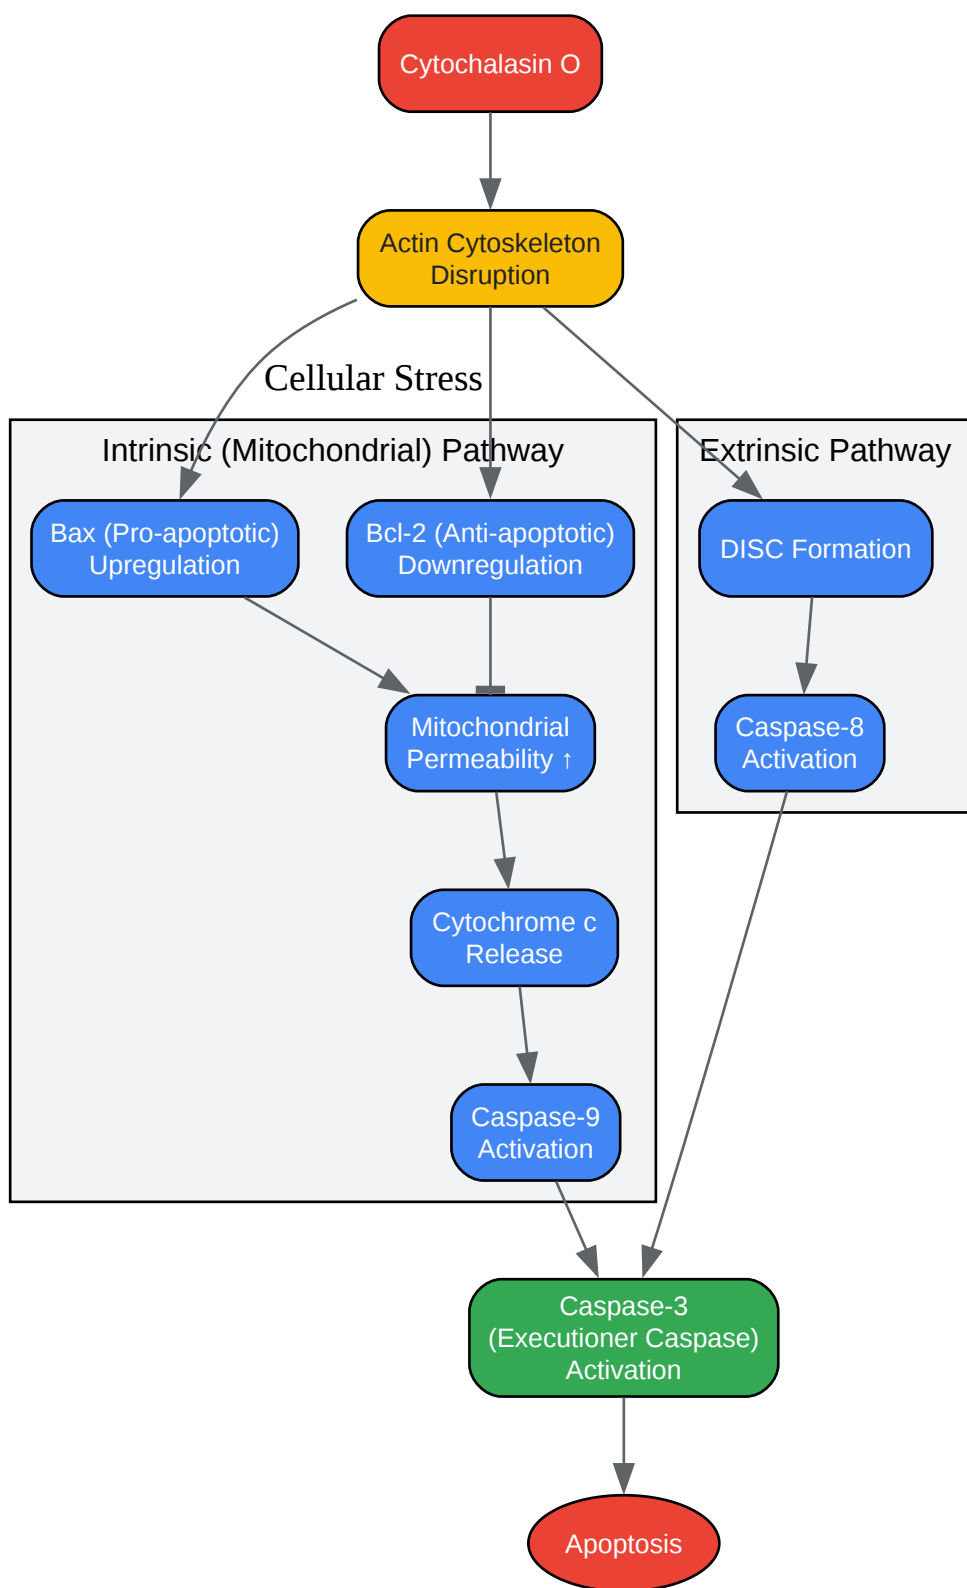 Cytochalasin O
Actin Cytoskeleton
Disruption
Cellular Stress
Intrinsic (Mitochondrial) Pathway
Extrinsic Pathway
Bax (Pro-apoptotic)
Upregulation
Bcl-2 (Anti-apoptotic)
Downregulation
DISC Formation
Mitochondrial
Permeability ↑
Caspase-8
Activation
Cytochrome c
Release
Caspase-9
Activation
Caspase-3
(Executioner Caspase)
Activation
Apoptosis